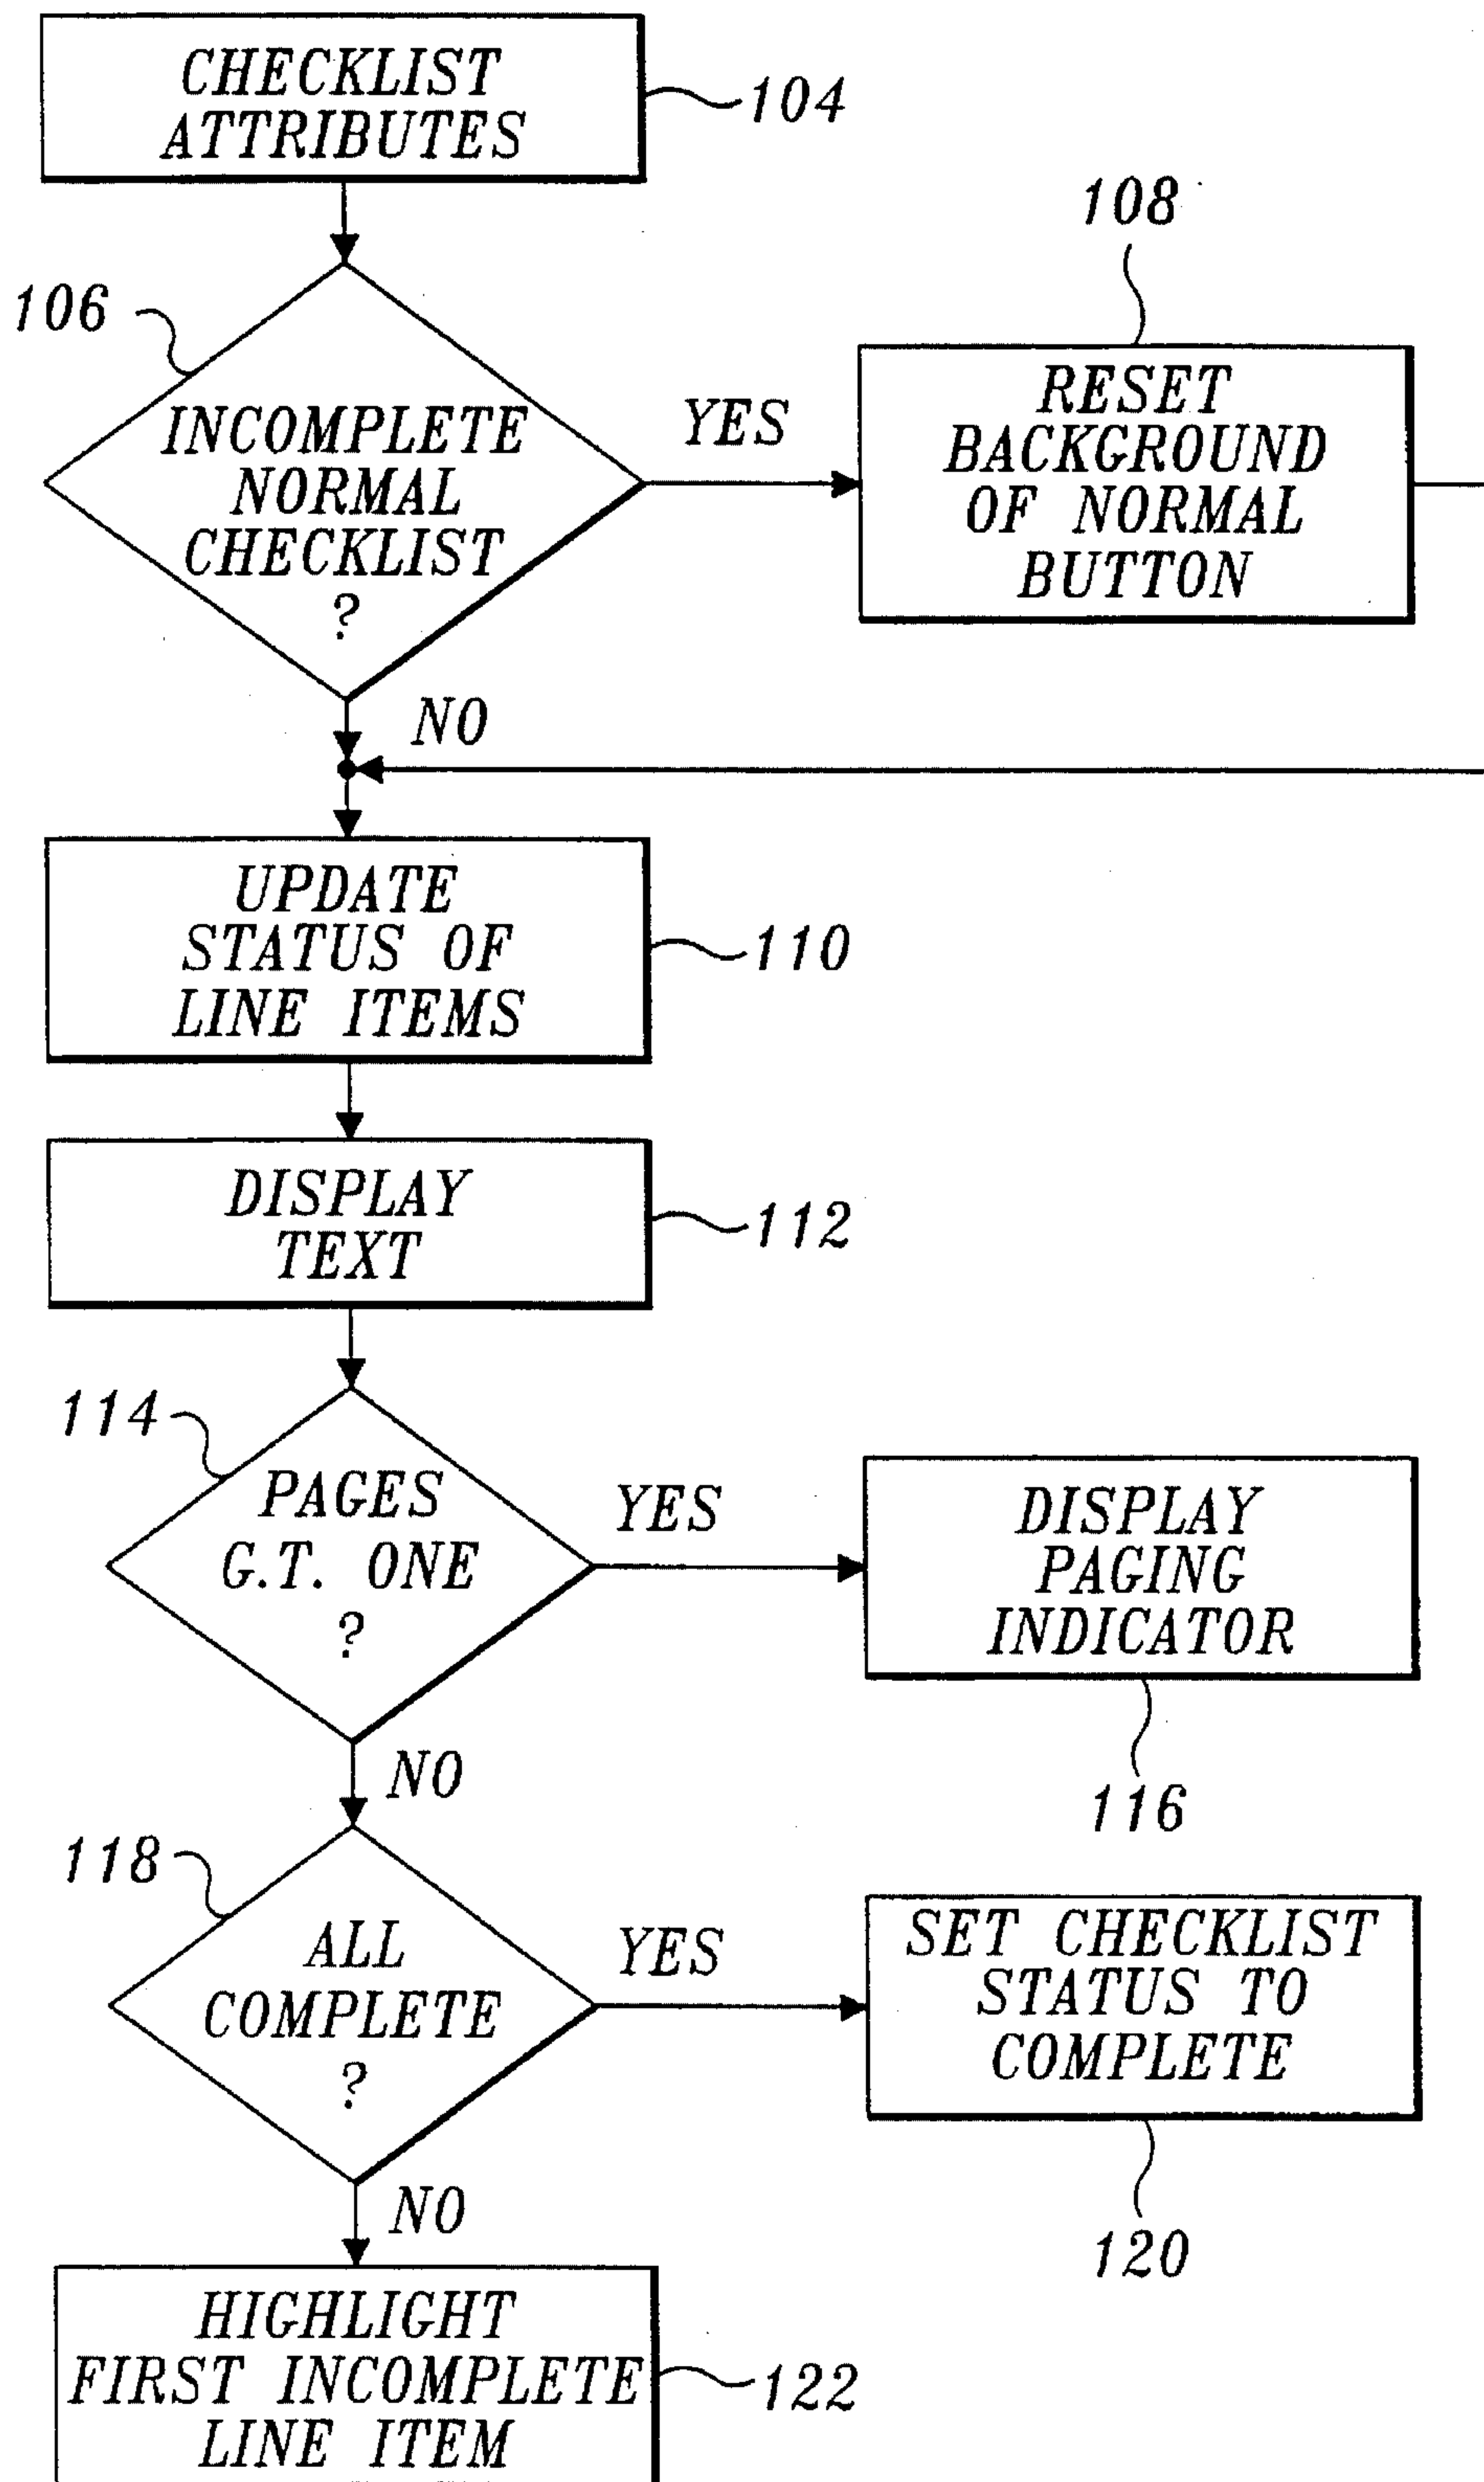 CHECKLIST
ATTRIBUTES
104
108
106
INCOMPLETE
NORMAL
CHECKLIST
?
YES
RESET
BACKGROUND
OF NORMAL
BUTTON
NO
UPDATE
STATUS OF
LINE ITEMS
110
DISPLAY
TEXT
112
114
PAGES
G.T. ONE
?
YES
DISPLAY
PAGING
INDICATOR
116
NO
118
ALL
COMPLETE
?
YES
SET CHECKLIST
STATUS TO
COMPLETE
120
NO
HIGHLIGHT
FIRST INCOMPLETE
LINE ITEM
122